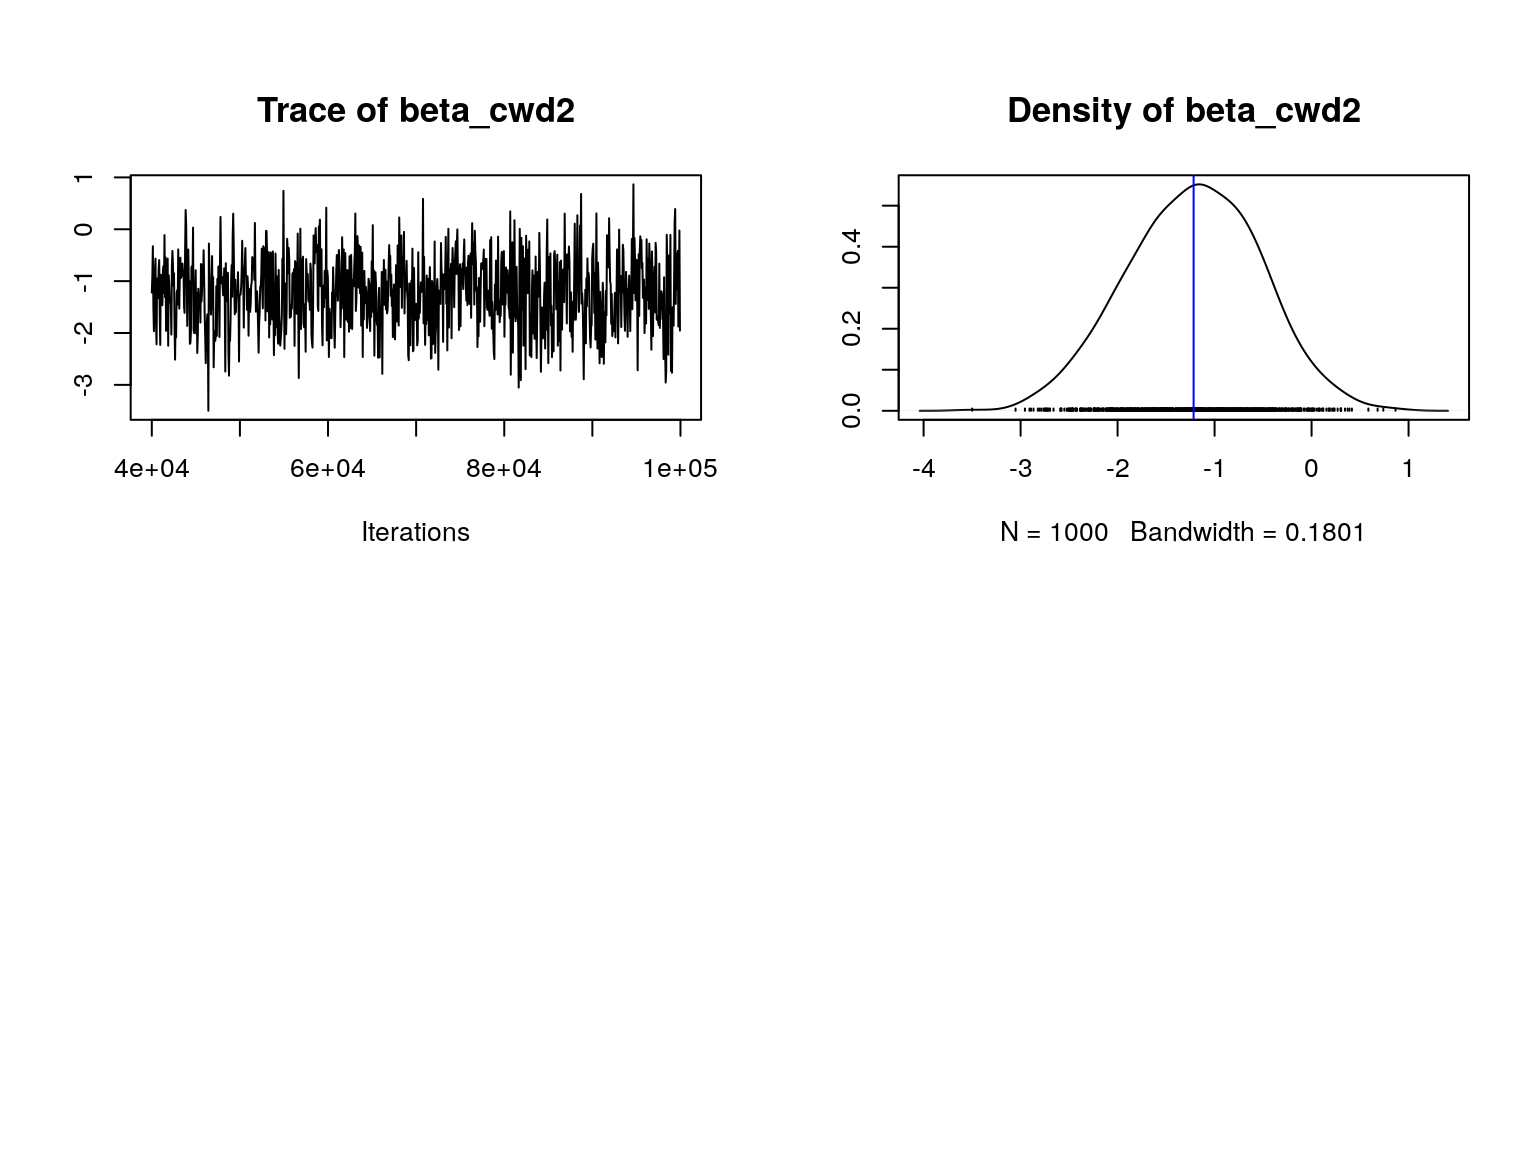 Trace of beta_cwd2
1
0
-1
-2
-3
4e+04 6e+04 8e+04 1e+05
Iterations
Density of beta_cwd2
0.4
0.2
0.0
-4 -3 -2 -1 0 1
N = 1000 Bandwidth = 0.1801